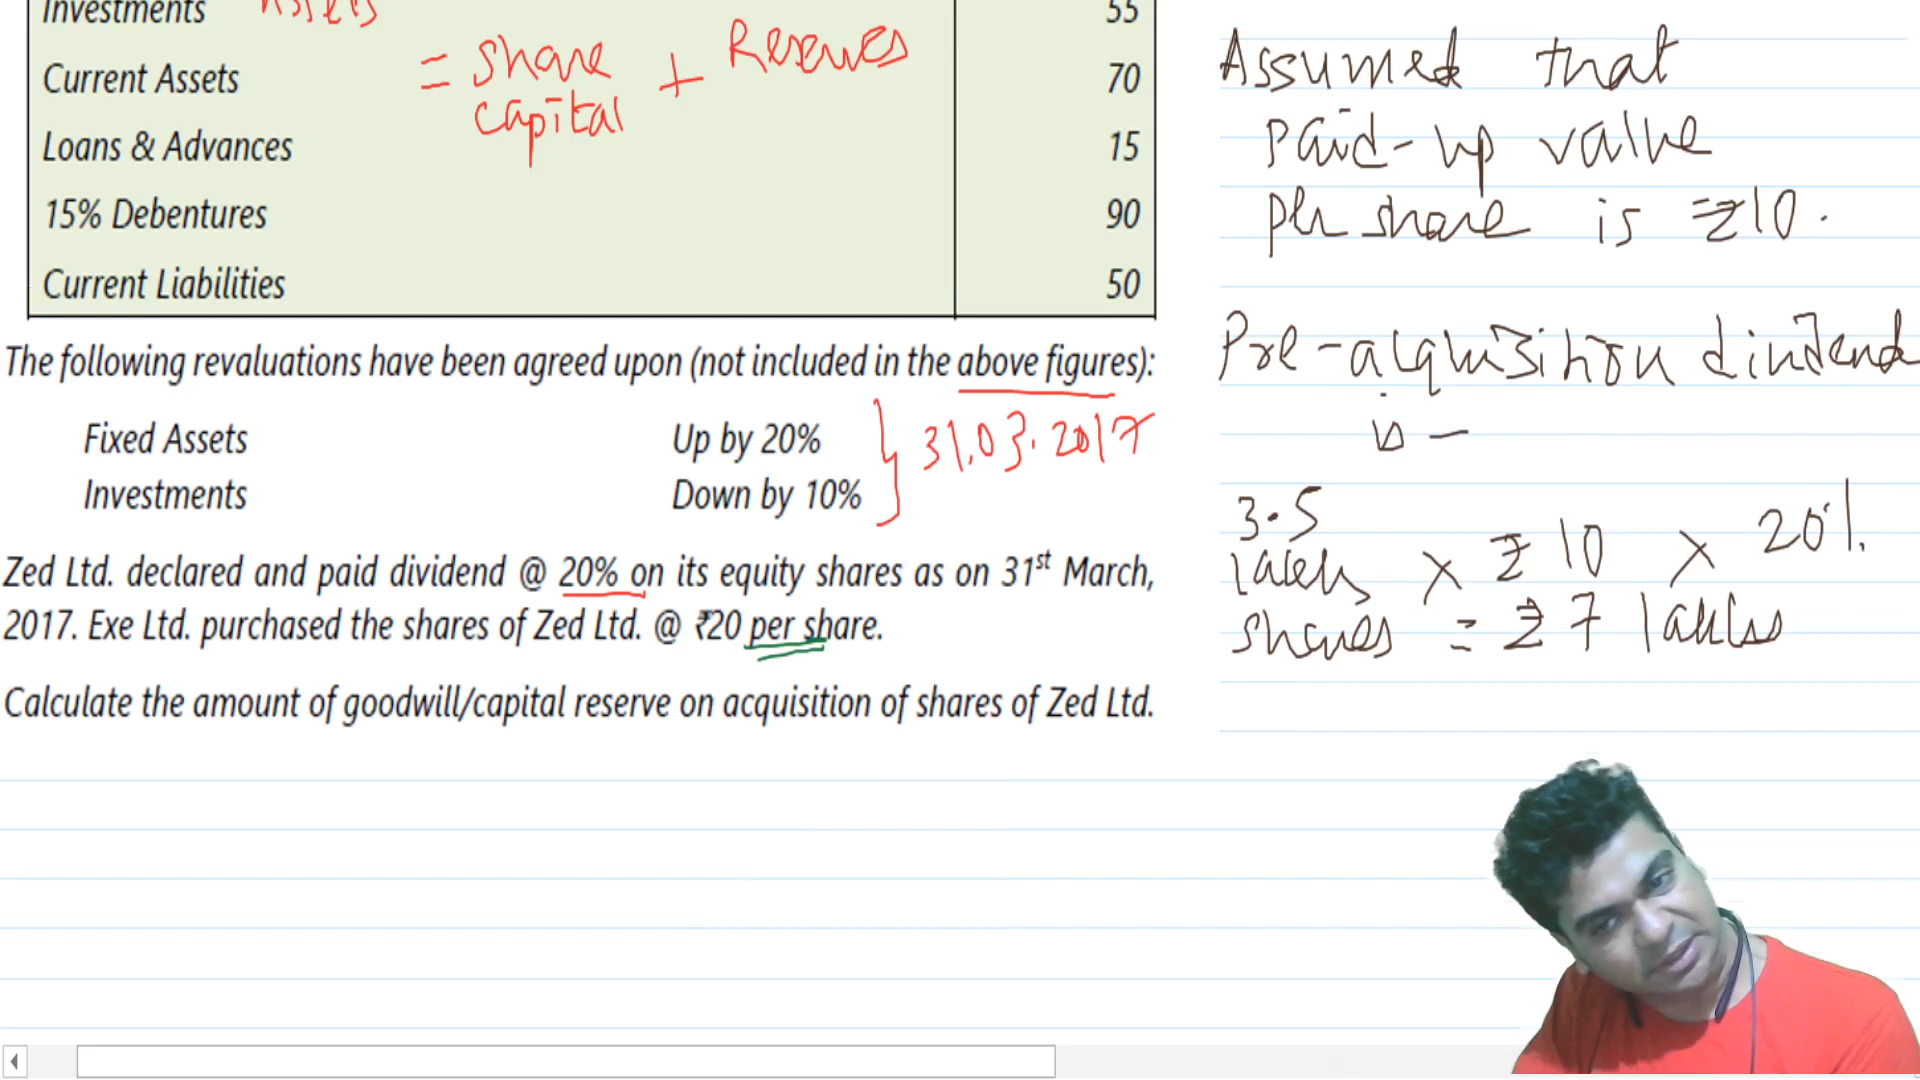 Investments 55
Assets
= share capital + Reserves
Current Assets 70
Loans & Advances 15
15% Debentures 90
Current Liabilities 50
The following revaluations have been agreed upon (not included in the above figures):
Fixed Assets Up by 20%
Investments Down by 10%
31.03.2017
Zed Ltd. declared and paid dividend @ 20% on its equity shares as on 31st March,
2017. Exe Ltd. purchased the shares of Zed Ltd. @ ₹20 per share.
Calculate the amount of goodwill/capital reserve on acquisition of shares of Zed Ltd.
Assumed that
paid-up value
per share is = ₹10.
Pre-acquisition dividend
is —
3.5
lakh × ₹10 × 20%.
shares = ₹7 lakhs